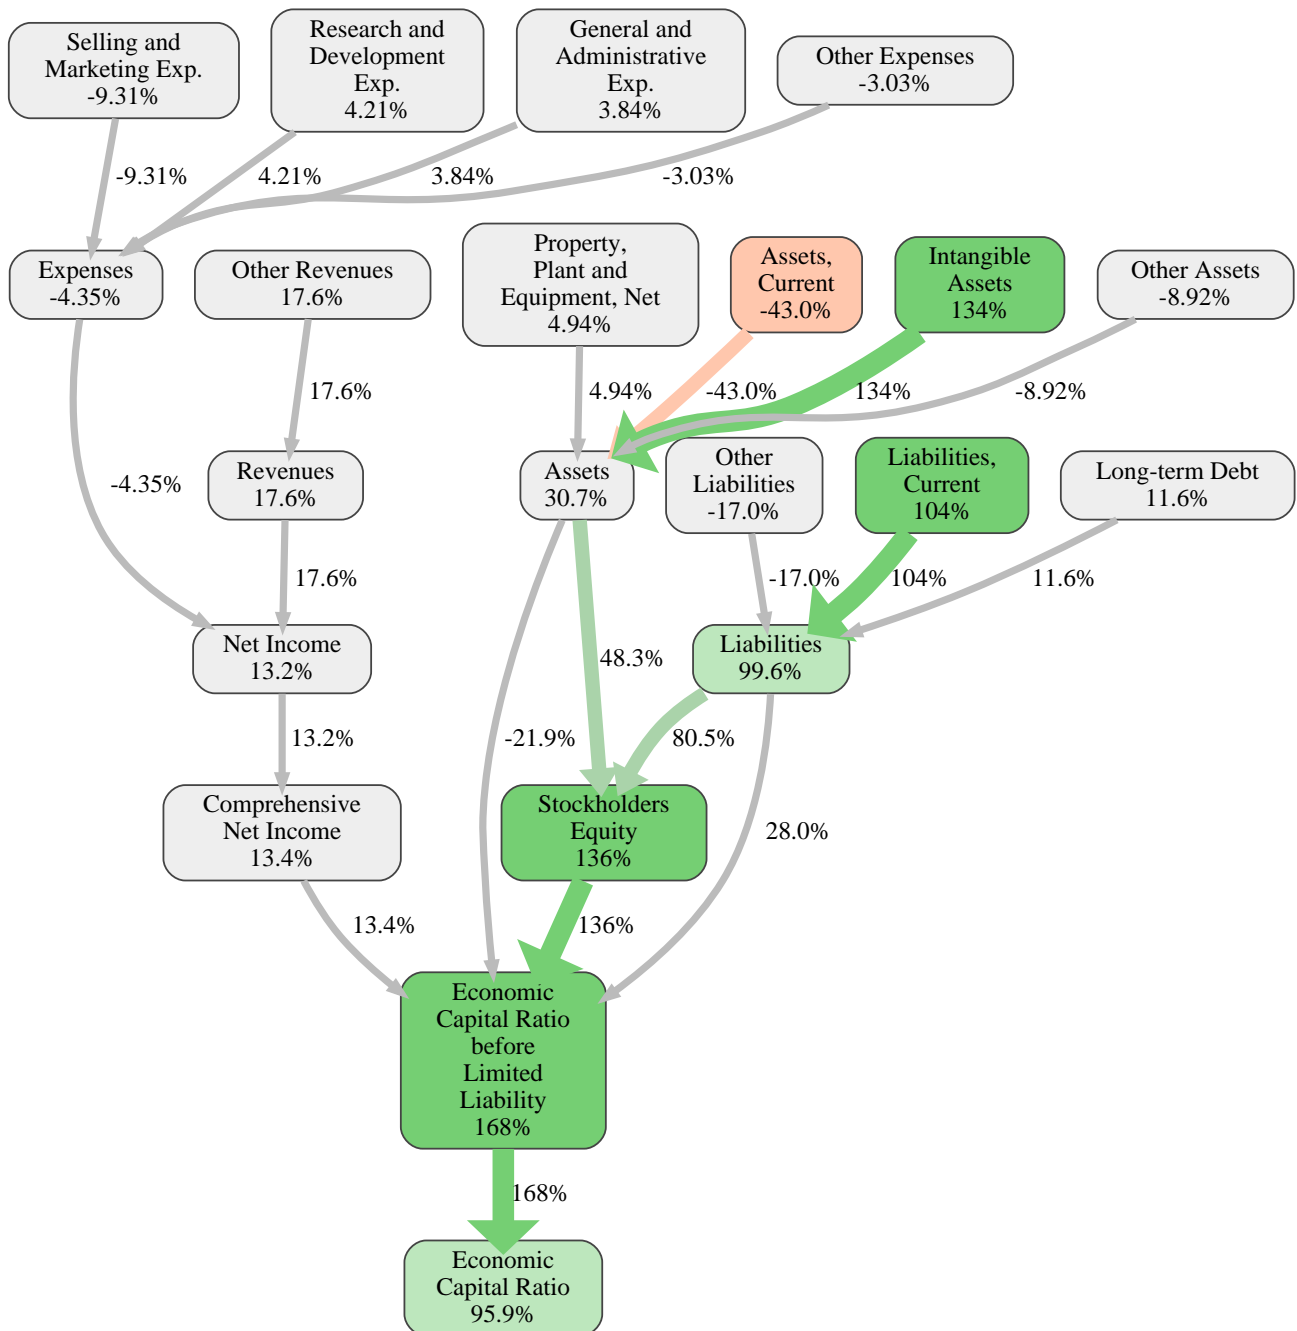 Selling and
Marketing Exp.
-9.31%
Research and
Development
Exp.
4.21%
General and
Administrative
Exp.
3.84%
Other Expenses
-3.03%
-9.31%
4.21%
3.84%
-3.03%
Expenses
-4.35%
Other Revenues
17.6%
Property,
Plant and
Equipment, Net
4.94%
Assets,
Current
-43.0%
Intangible
Assets
134%
Other Assets
-8.92%
17.6%
4.94%
-43.0%
134%
-8.92%
-4.35%
Revenues
17.6%
Assets
30.7%
Other
Liabilities
-17.0%
Liabilities,
Current
104%
Long-term Debt
11.6%
17.6%
-17.0%
104%
11.6%
Net Income
13.2%
48.3%
Liabilities
99.6%
13.2%
-21.9%
80.5%
Comprehensive
Net Income
13.4%
Stockholders
Equity
136%
28.0%
13.4%
136%
Economic
Capital Ratio
before
Limited
Liability
168%
168%
Economic
Capital Ratio
95.9%